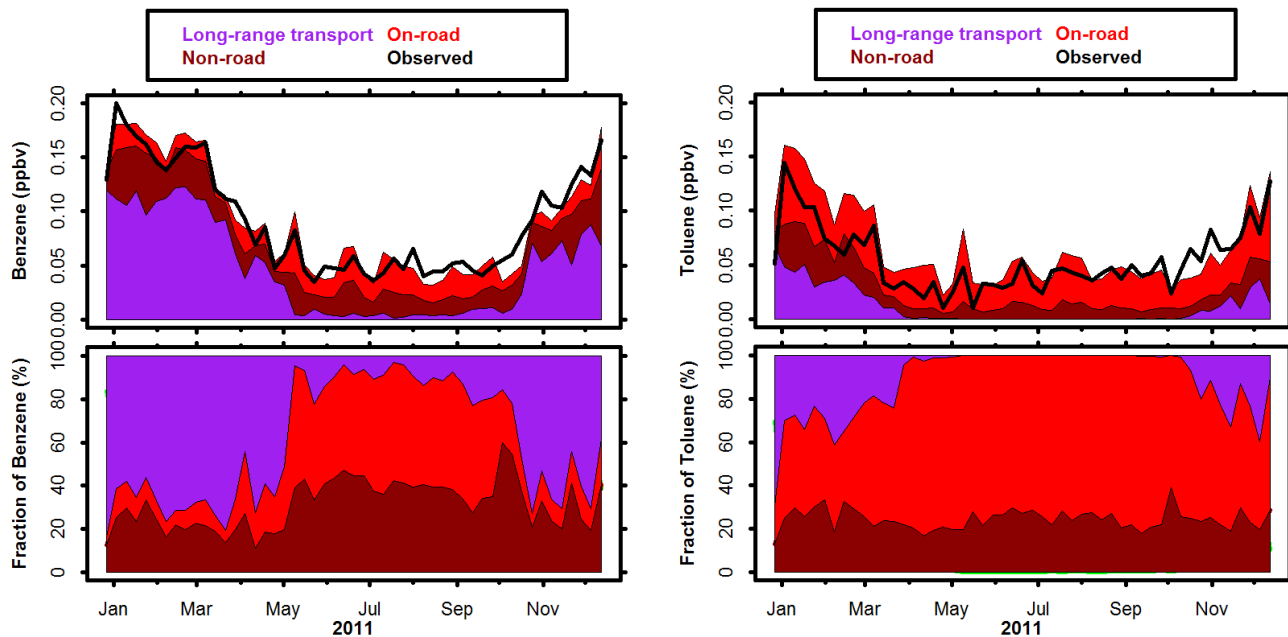 Long-range transport On-road
Non-road Observed
Benzene (ppbv)
0.00 0.05 0.10 0.15 0.20
Fraction of Benzene (%)
0 20 40 60 80 100
Jan Mar May Jul Sep Nov
2011
Long-range transport On-road
Non-road Observed
Toluene (ppbv)
0.00 0.05 0.10 0.15 0.20
Fraction of Toluene (%)
0 20 40 60 80 100
Jan Mar May Jul Sep Nov
2011